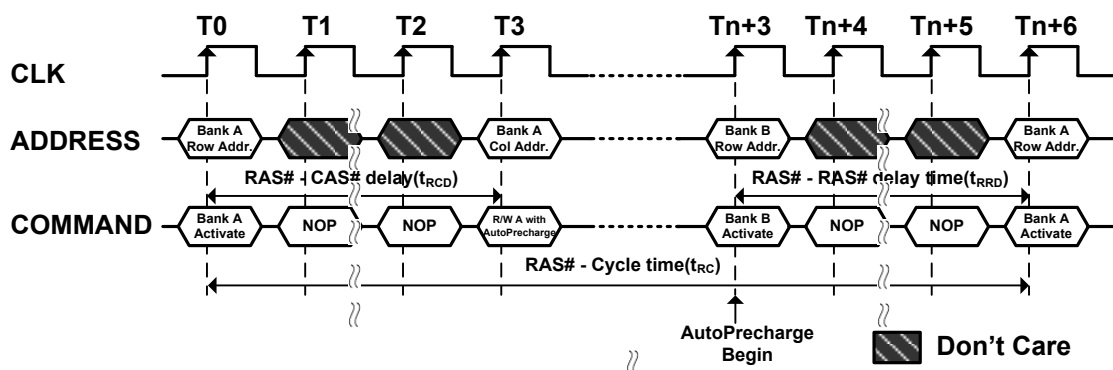 T0 T1 T2 T3 Tn+3 Tn+4 Tn+5 Tn+6
CLK
ADDRESS
Bank A
Row Addr.
Bank A
Col Addr.
Bank B
Row Addr.
Bank A
Row Addr.
RAS# - CAS# delay(tRCD)
RAS# - RAS# delay time(tRRD)
COMMAND
Bank A
Activate
NOP
NOP
R/W A with
AutoPrecharge
Bank B
Activate
NOP
NOP
Bank A
Activate
RAS# - Cycle time(tRC)
AutoPrecharge
Begin
Don't Care